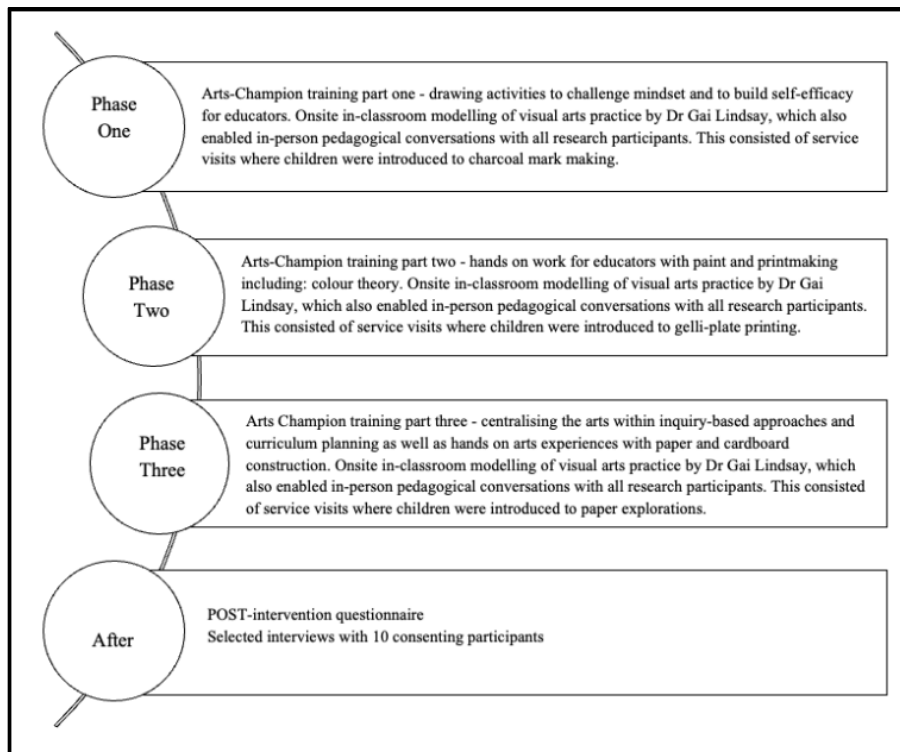 Phase
One
Arts-Champion training part one - drawing activities to challenge mindset and to build self-efficacy
for educators. Onsite in-classroom modelling of visual arts practice by Dr Gai Lindsay, which also
enabled in-person pedagogical conversations with all research participants. This consisted of service
visits where children were introduced to charcoal mark making.
Phase
Two
Arts-Champion training part two - hands on work for educators with paint and printmaking
including: colour theory. Onsite in-classroom modelling of visual arts practice by Dr Gai
Lindsay, which also enabled in-person pedagogical conversations with all research participants.
This consisted of service visits where children were introduced to gelli-plate printing.
Phase
Three
Arts Champion training part three - centralising the arts within inquiry-based approaches and
curriculum planning as well as hands on arts experiences with paper and cardboard
construction. Onsite in-classroom modelling of visual arts practice by Dr Gai Lindsay, which
also enabled in-person pedagogical conversations with all research participants. This consisted
of service visits where children were introduced to paper explorations.
After
POST-intervention questionnaire
Selected interviews with 10 consenting participants